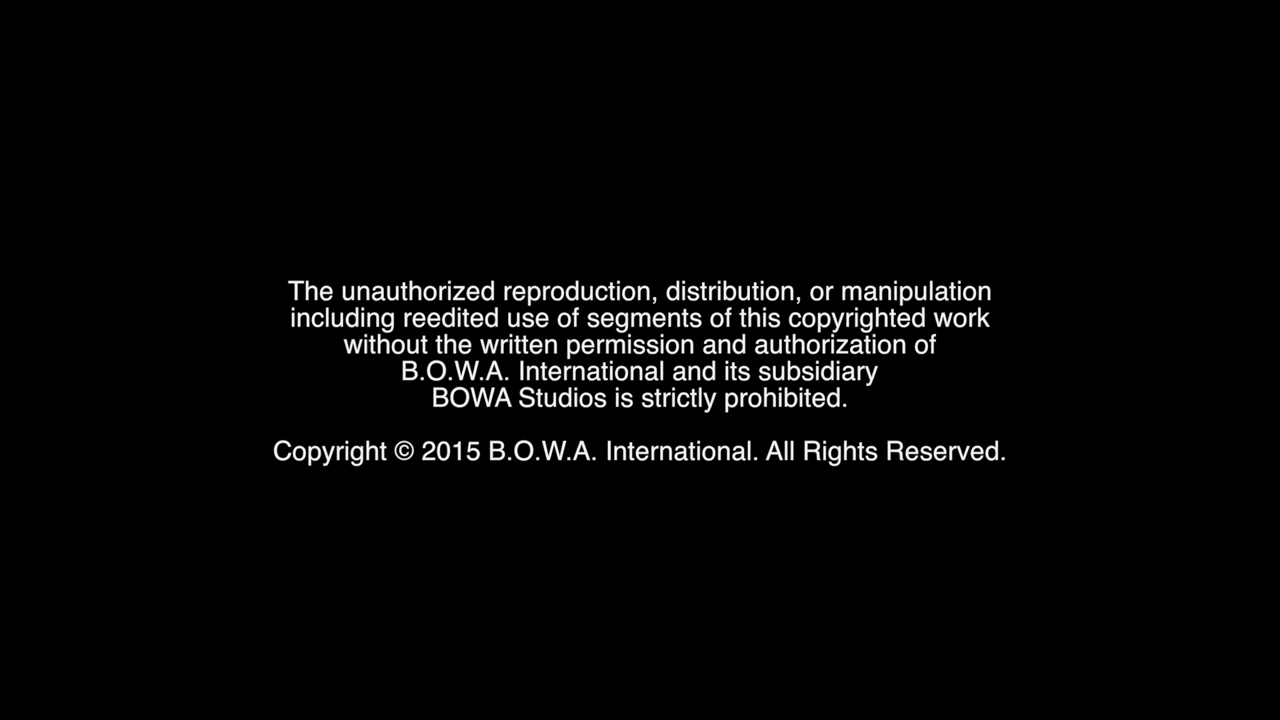 The unauthorized reproduction, distribution, or manipulation
including reedited use of segments of this copyrighted work
without the written permission and authorization of
B.O.W.A. International and its subsidiary
BOWA Studios is strictly prohibited.
Copyright © 2015 B.O.W.A. International. All Rights Reserved.